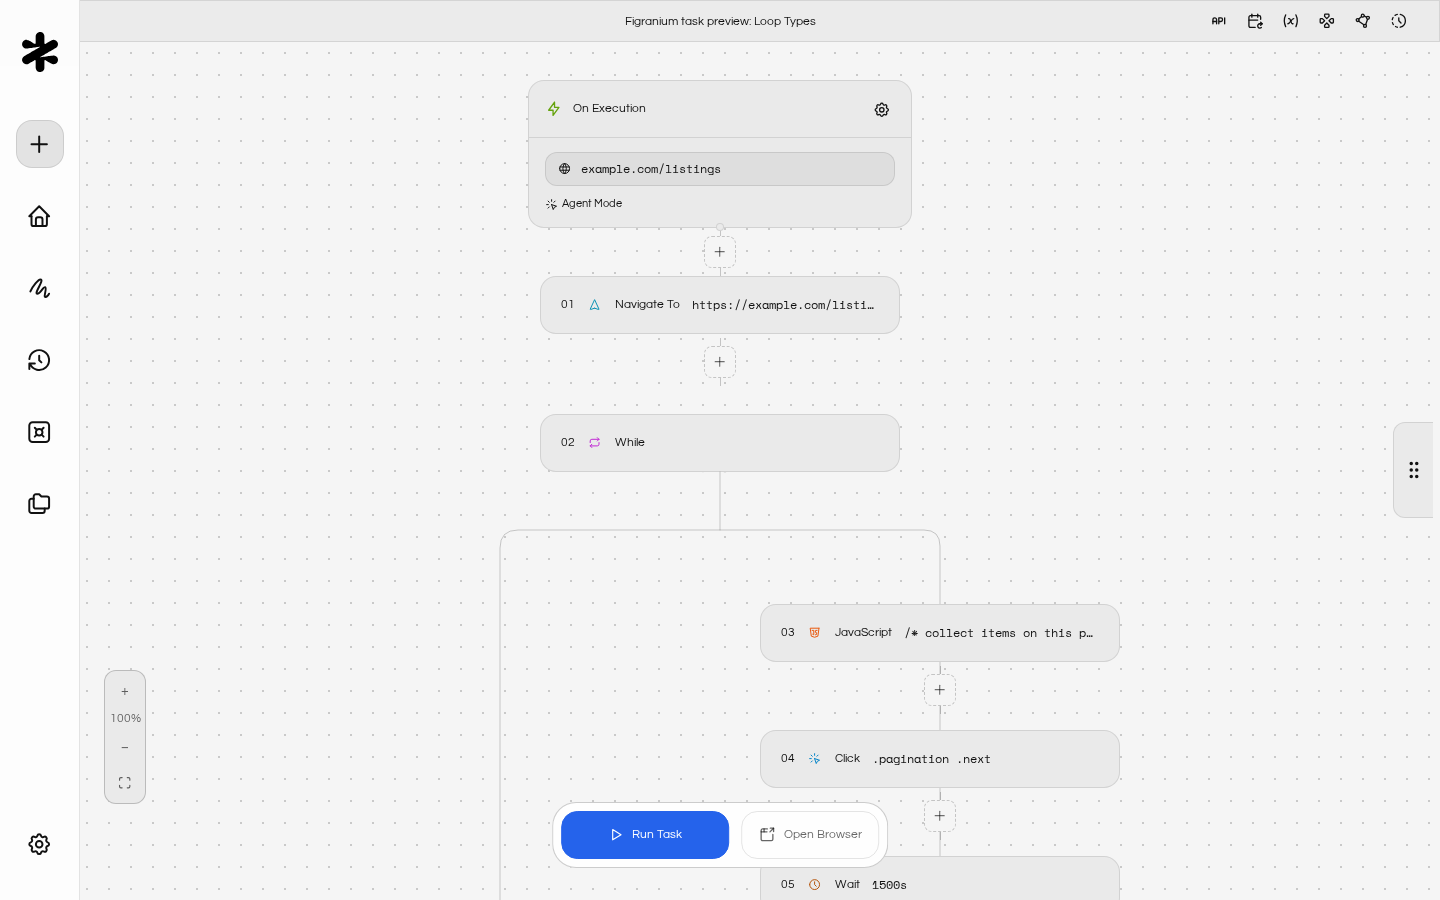 Figranium task preview: Loop Types
API
(x)
On Execution
example.com/listings
Agent Mode
01 Navigate To https://example.com/listi…
02 While
03 JavaScript /* collect items on this p…
04 Click .pagination .next
05 Wait 1500s
+
100%
−
Run Task
Open Browser